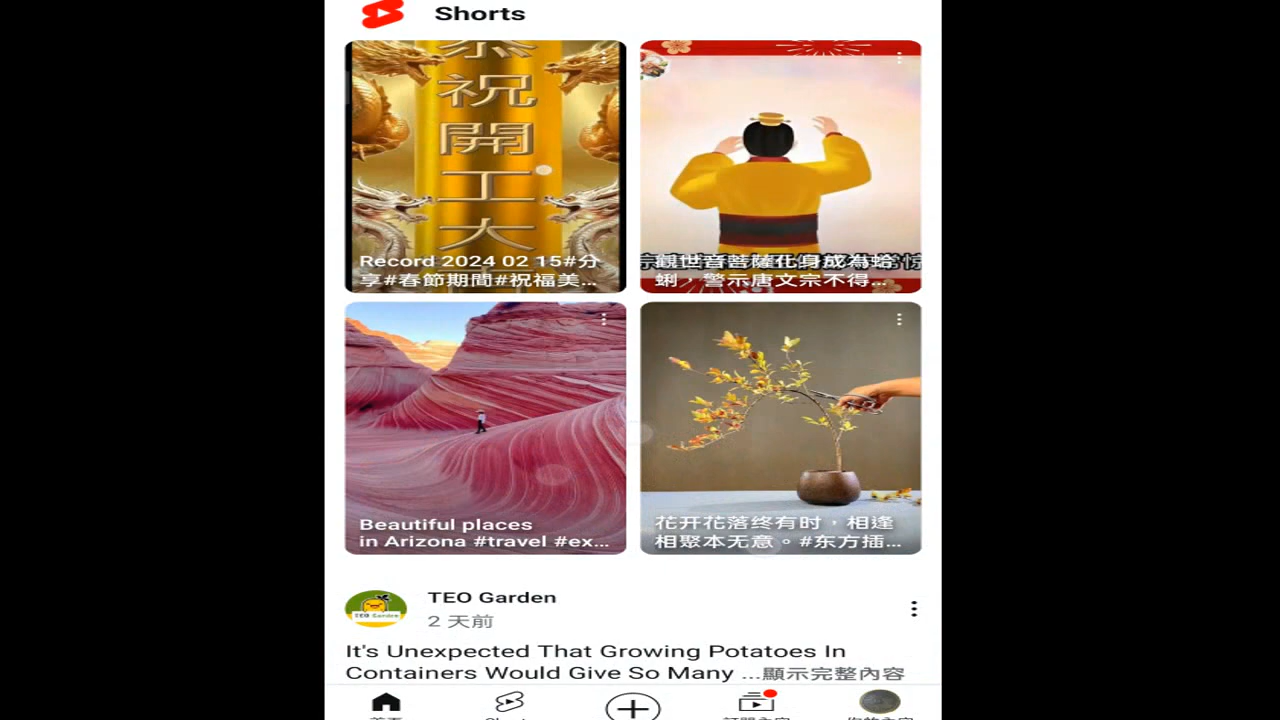 Shorts
恭
祝
開
工
大
Record 2024 02 15#分
享#春節期間#祝福美...
觀世音菩薩化身成為蛤
蜊，警示唐文宗不得...
Beautiful places
in Arizona #travel #ex...
花开花落终有时，相逢
相聚本无意。#东方插...
TEO Garden
TEO Garden
2 天前
It's Unexpected That Growing Potatoes In
Containers Would Give So Many ...顯示完整內容